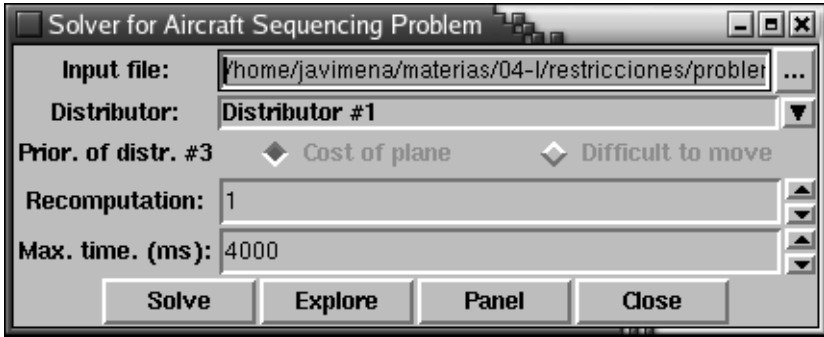 Solver for Aircraft Sequencing Problem
Input file: /home/javimena/materias/04-I/restricciones/probler ...
Distributor: Distributor #1
Prior. of distr. #3 Cost of plane Difficult to move
Recomputation: 1
Max. time. (ms): 4000
Solve Explore Panel Close